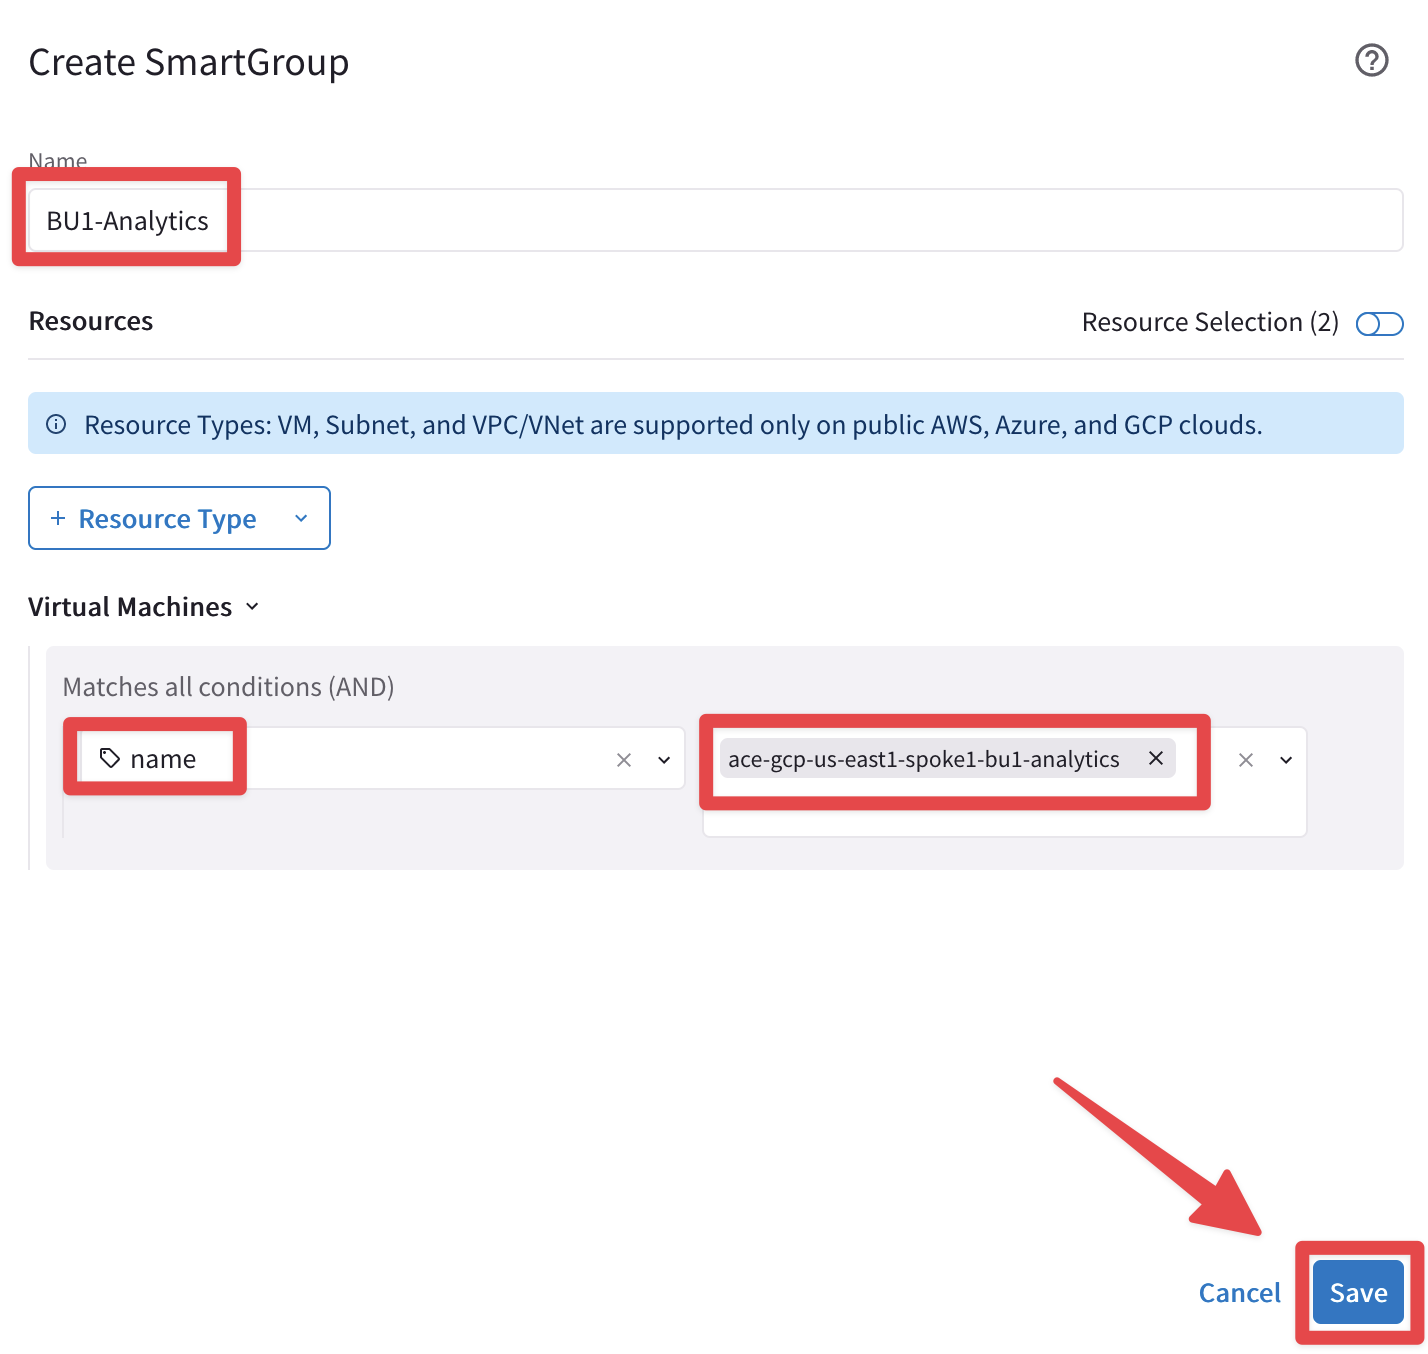 Create SmartGroup
Name
BU1-Analytics
Resources
Resource Selection (2)
Resource Types: VM, Subnet, and VPC/VNet are supported only on public AWS, Azure, and GCP clouds.
+ Resource Type
Virtual Machines
Matches all conditions (AND)
name
ace-gcp-us-east1-spoke1-bu1-analytics
Cancel
Save